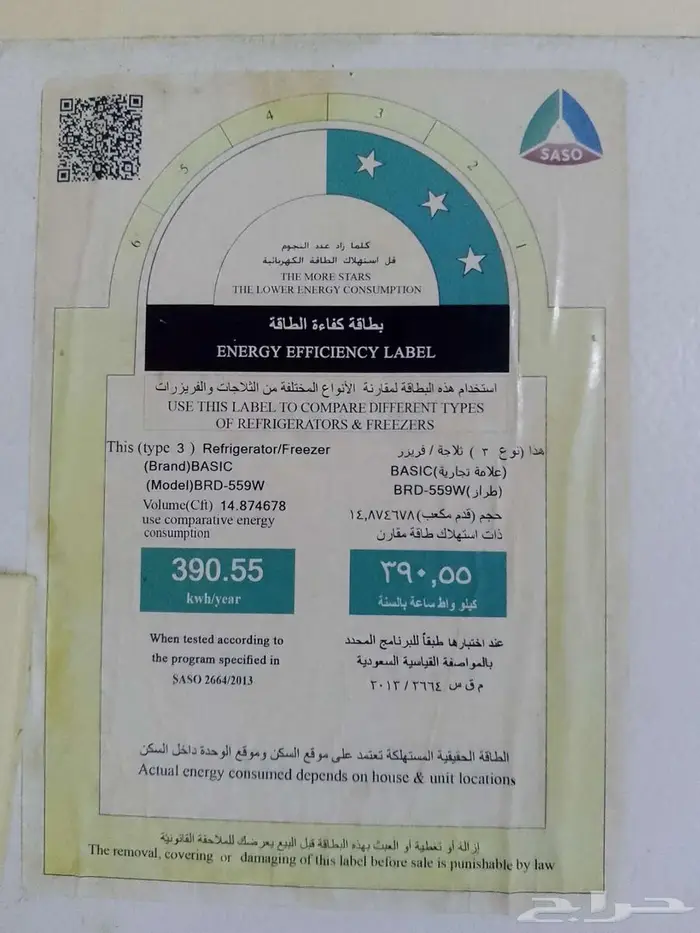 SASO
1
2
3
4
5
6
كلما زاد عدد النجوم
قل استهلاك الطاقة الكهربائية
THE MORE STARS
THE LOWER ENERGY CONSUMPTION
بطاقة كفاءة الطاقة
ENERGY EFFICIENCY LABEL
استخدام هذه البطاقة لمقارنة الأنواع المختلفة من الثلاجات والفريزرات
USE THIS LABEL TO COMPARE DIFFERENT TYPES
OF REFRIGERATORS & FREEZERS
This (type 3 ) Refrigerator/Freezer
(Brand)BASIC
(Model)BRD-559W
Volume(Cft) 14.874678
use comparative energy
consumption
390.55
kwh/year
When tested according to
the program specified in
SASO 2664/2013
هذا (نوع ٣ ) ثلاجة / فريزر
(علامة تجارية)BASIC
(طراز)BRD-559W
حجم (قدم مكعب)١٤,٨٧٤٦٧٨
ذات استهلاك طاقة مقارن
٣٩٠,٥٥
كيلو واط ساعة بالسنة
عند اختبارها طبقاً للبرنامج المحدد
بالمواصفة القياسية السعودية
م ق س ٢٦٦٤ / ٢٠١٣
الطاقة الحقيقية المستهلكة تعتمد على موقع السكن وموقع الوحدة داخل السكن
Actual energy consumed depends on house & unit locations
إزالة أو تغطية أو العبث بهذه البطاقة قبل البيع يعرضك للملاحقة القانونية
The removal, covering or damaging of this label before sale is punishable by law
حراج